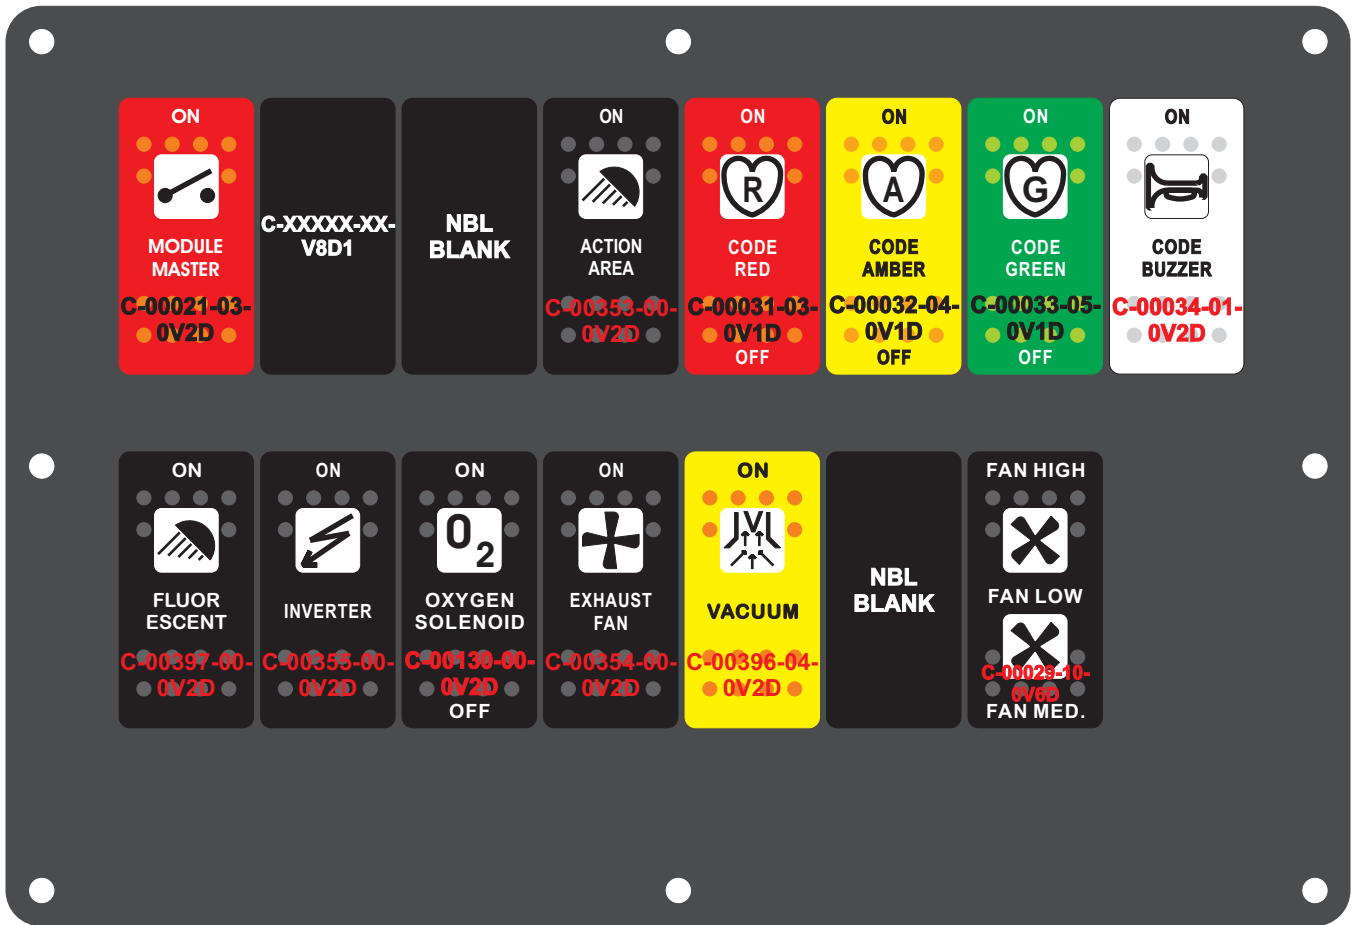 ON
MODULE
MASTER
C-00021-03-
0V2D
C-XXXXX-XX-
V8D1
NBL
BLANK
ON
ACTION
AREA
C-00353-00-
0V2D
ON
R
CODE
RED
C-00031-03-
0V1D
OFF
ON
A
CODE
AMBER
C-00032-04-
0V1D
OFF
ON
G
CODE
GREEN
C-00033-05-
0V1D
OFF
ON
CODE
BUZZER
C-00034-01-
0V2D
ON
FLUOR
ESCENT
C-00397-00-
0V2D
ON
INVERTER
C-00355-00-
0V2D
ON
O2
OXYGEN
SOLENOID
C-00130-00-
0V2D
OFF
ON
EXHAUST
FAN
C-00354-00-
0V2D
ON
V
VACUUM
C-00396-04-
0V2D
NBL
BLANK
FAN HIGH
FAN LOW
C-00029-10-
0V6D
FAN MED.